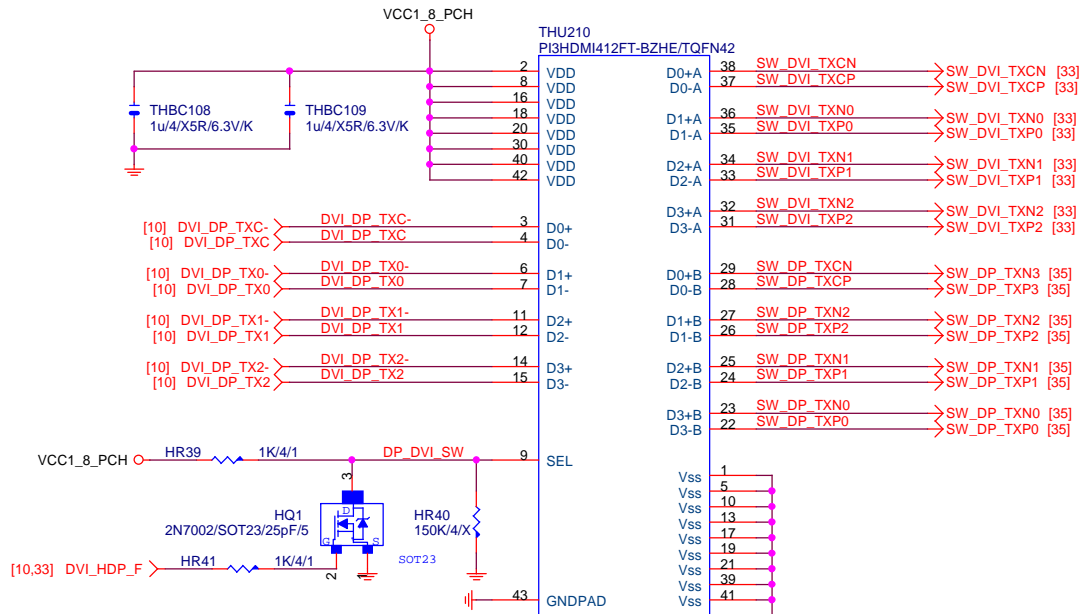 VCC1_8_PCH
THU210
PI3HDMI412FT-BZHE/TQFN42
THBC108
1u/4/X5R/6.3V/K
THBC109
1u/4/X5R/6.3V/K
2 VDD
8 VDD
16 VDD
18 VDD
20 VDD
30 VDD
40 VDD
42 VDD
D0+A 38 SW_DVI_TXCN SW_DVI_TXCN [33]
D0-A 37 SW_DVI_TXCP SW_DVI_TXCP [33]
D1+A 36 SW_DVI_TXN0 SW_DVI_TXN0 [33]
D1-A 35 SW_DVI_TXP0 SW_DVI_TXP0 [33]
D2+A 34 SW_DVI_TXN1 SW_DVI_TXN1 [33]
D2-A 33 SW_DVI_TXP1 SW_DVI_TXP1 [33]
D3+A 32 SW_DVI_TXN2 SW_DVI_TXN2 [33]
D3-A 31 SW_DVI_TXP2 SW_DVI_TXP2 [33]
[10] DVI_DP_TXC- DVI_DP_TXC- 3 D0+
[10] DVI_DP_TXC DVI_DP_TXC 4 D0-
[10] DVI_DP_TX0- DVI_DP_TX0- 6 D1+
[10] DVI_DP_TX0 DVI_DP_TX0 7 D1-
[10] DVI_DP_TX1- DVI_DP_TX1- 11 D2+
[10] DVI_DP_TX1 DVI_DP_TX1 12 D2-
[10] DVI_DP_TX2- DVI_DP_TX2- 14 D3+
[10] DVI_DP_TX2 DVI_DP_TX2 15 D3-
D0+B 29 SW_DP_TXCN SW_DP_TXN3 [35]
D0-B 28 SW_DP_TXCP SW_DP_TXP3 [35]
D1+B 27 SW_DP_TXN2 SW_DP_TXN2 [35]
D1-B 26 SW_DP_TXP2 SW_DP_TXP2 [35]
D2+B 25 SW_DP_TXN1 SW_DP_TXN1 [35]
D2-B 24 SW_DP_TXP1 SW_DP_TXP1 [35]
D3+B 23 SW_DP_TXN0 SW_DP_TXN0 [35]
D3-B 22 SW_DP_TXP0 SW_DP_TXP0 [35]
VCC1_8_PCH HR39 1K/4/1 DP_DVI_SW 9 SEL
3
D
G S
HQ1
2N7002/SOT23/25pF/5
SOT23
HR40
150K/4/X
[10,33] DVI_HDP_F HR41 1K/4/1 2 1
Vss 1
Vss 5
Vss 10
Vss 13
Vss 17
Vss 19
Vss 21
Vss 39
Vss 41
43 GNDPAD